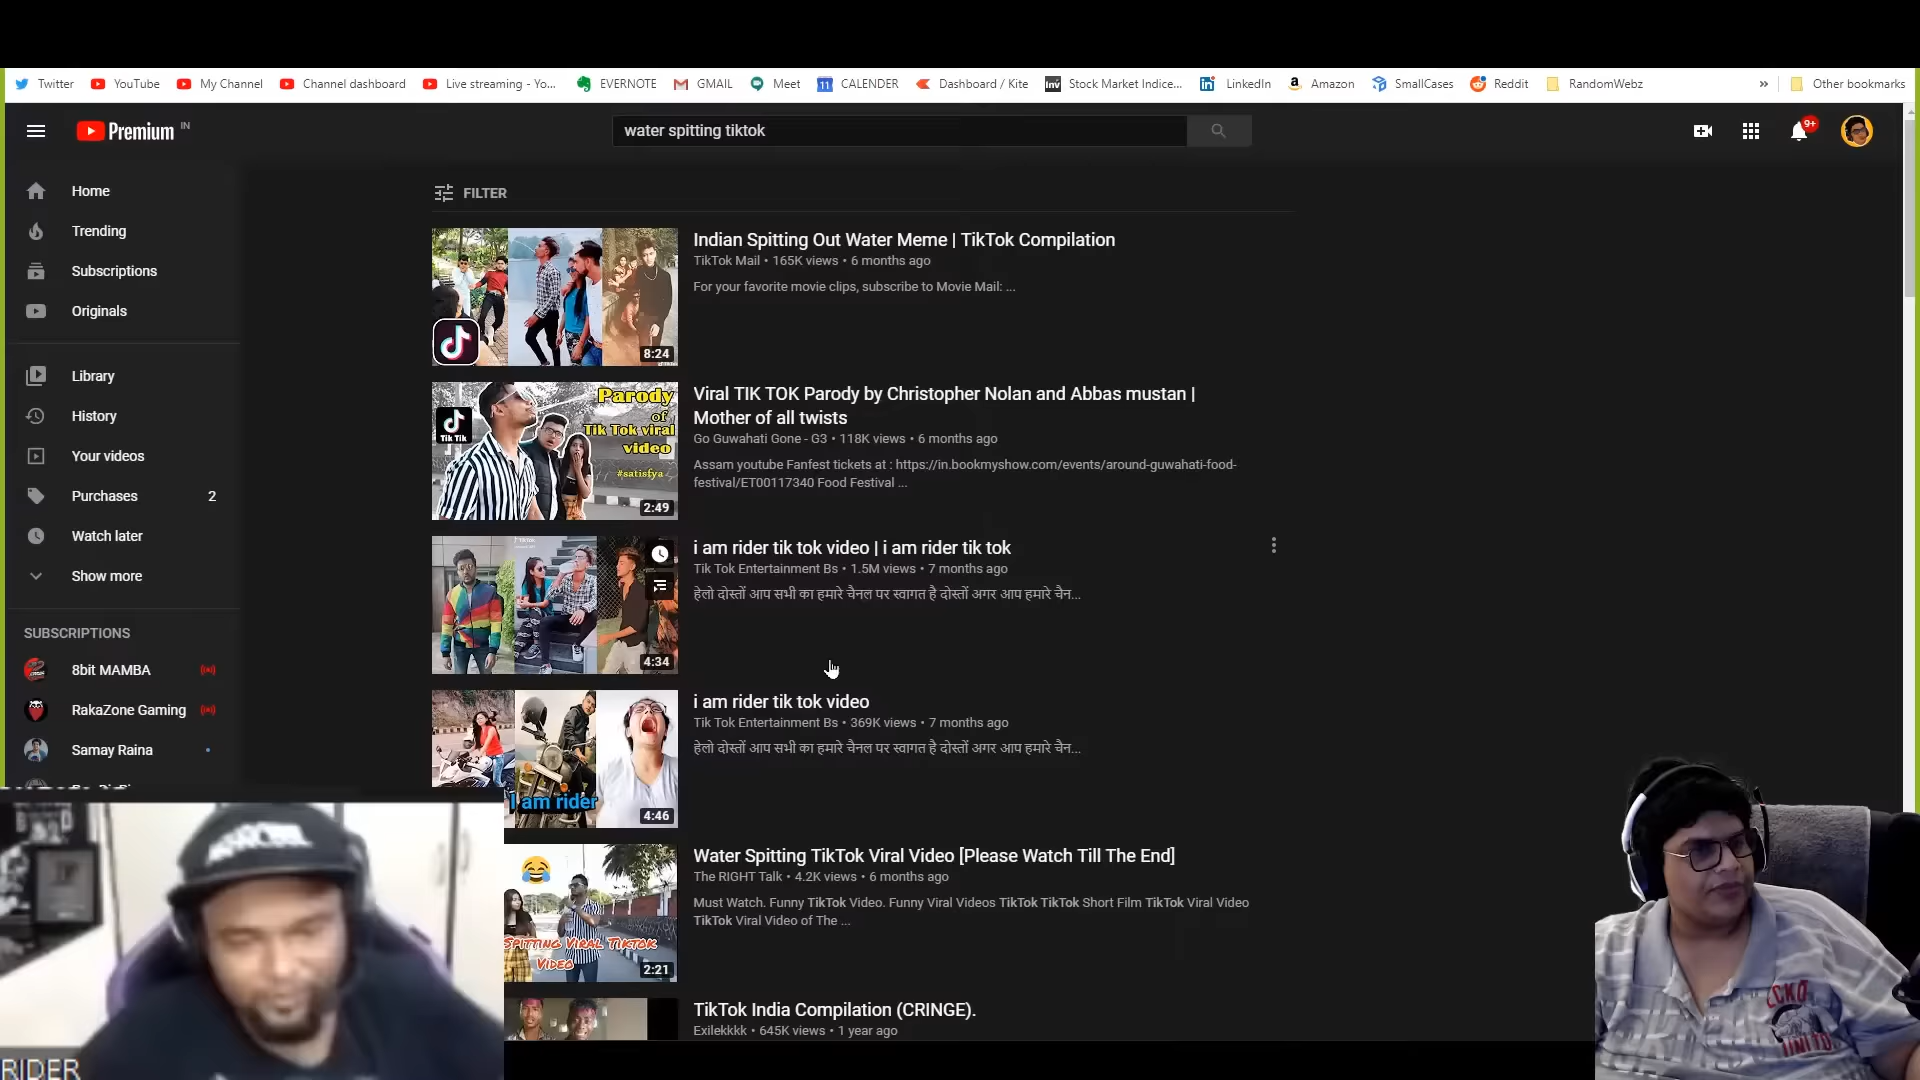 Twitter YouTube My Channel Channel dashboard Live streaming - Yo... EVERNOTE GMAIL Meet 11 CALENDER Dashboard / Kite Inv Stock Market Indice... LinkedIn Amazon SmallCases Reddit RandomWebz » Other bookmarks
Premium IN
water spitting tiktok
9+
Home
Trending
Subscriptions
Originals
Library
History
Your videos
Purchases 2
Watch later
Show more
SUBSCRIPTIONS
8bit MAMBA
RakaZone Gaming
Samay Raina
FILTER
8:24
Indian Spitting Out Water Meme | TikTok Compilation
TikTok Mail • 165K views • 6 months ago
For your favorite movie clips, subscribe to Movie Mail: ...
Parody
of
Tik Tok viral
video
#satisfya
Tik Tik
2:49
Viral TIK TOK Parody by Christopher Nolan and Abbas mustan |
Mother of all twists
Go Guwahati Gone - G3 • 118K views • 6 months ago
Assam youtube Fanfest tickets at : https://in.bookmyshow.com/events/around-guwahati-food-
festival/ET00117340 Food Festival ...
4:34
i am rider tik tok video | i am rider tik tok
Tik Tok Entertainment Bs • 1.5M views • 7 months ago
हेलो दोस्तों आप सभी का हमारे चैनल पर स्वागत है दोस्तों अगर आप हमारे चैन...
I am rider
4:46
i am rider tik tok video
Tik Tok Entertainment Bs • 369K views • 7 months ago
हेलो दोस्तों आप सभी का हमारे चैनल पर स्वागत है दोस्तों अगर आप हमारे चैन...
SPITTING VIRAL TIKTOK
VIDEO
2:21
Water Spitting TikTok Viral Video [Please Watch Till The End]
The RIGHT Talk • 4.2K views • 6 months ago
Must Watch. Funny TikTok Video. Funny Viral Videos TikTok TikTok Short Film TikTok Viral Video
TikTok Viral Video of The ...
TikTok India Compilation (CRINGE).
Exilekkkk • 645K views • 1 year ago
RIDER
ECKO
UNLTD